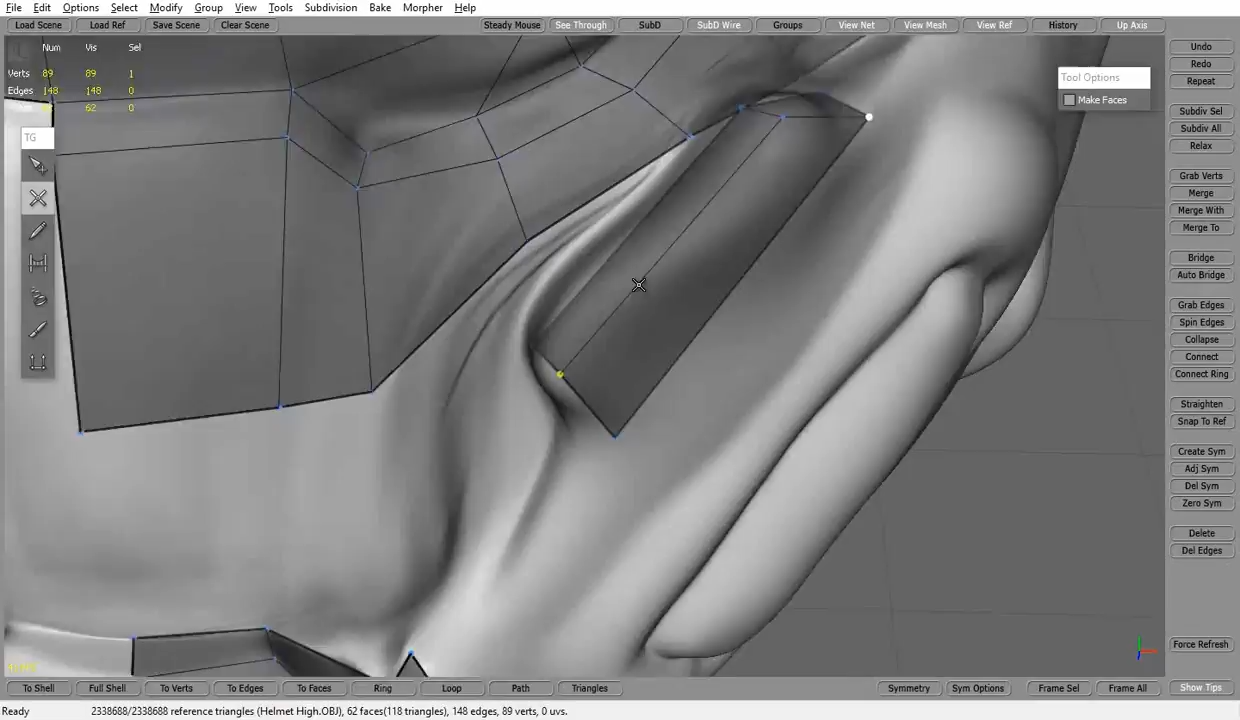 File Edit Options Select Modify Group View Tools Subdivision Bake Morpher Help
Load Scene Load Ref Save Scene Clear Scene Steady Mouse See Through SubD SubD Wire Groups View Net View Mesh View Ref History Up Axis
Num Vis Sel
Verts 89 89 1
Edges 148 148 0
62 0
TG
Tool Options
Make Faces
Undo
Redo
Repeat
Subdiv Sel
Subdiv All
Relax
Grab Verts
Merge
Merge With
Merge To
Bridge
Auto Bridge
Grab Edges
Spin Edges
Collapse
Connect
Connect Ring
Straighten
Snap To Ref
Create Sym
Adj Sym
Del Sym
Zero Sym
Delete
Del Edges
Force Refresh
To Shell Full Shell To Verts To Edges To Faces Ring Loop Path Triangles Symmetry Sym Options Frame Sel Frame All Show Tips
Ready 2338688/2338688 reference triangles (Helmet High.OBJ), 62 faces(118 triangles), 148 edges, 89 verts, 0 uvs.